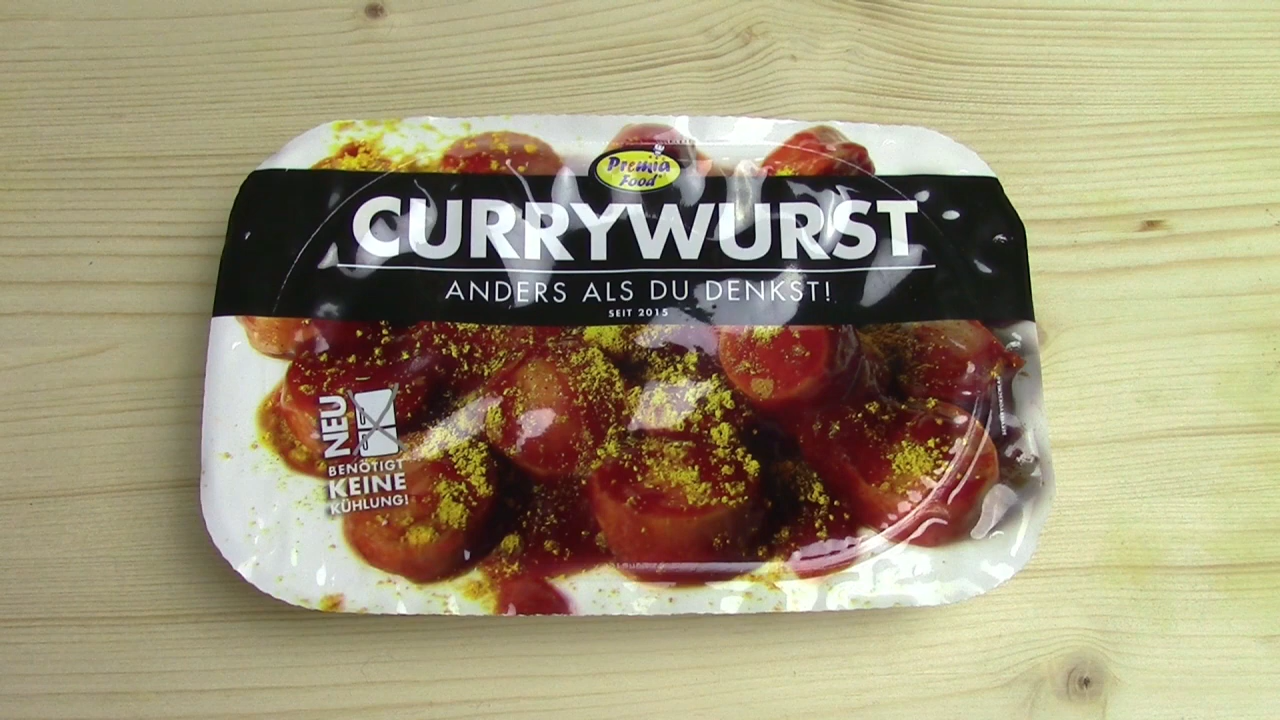 Premia
Food
CURRYWURST
ANDERS ALS DU DENKST!
SEIT 2015
NEU
BENÖTIGT
KEINE
KÜHLUNG!